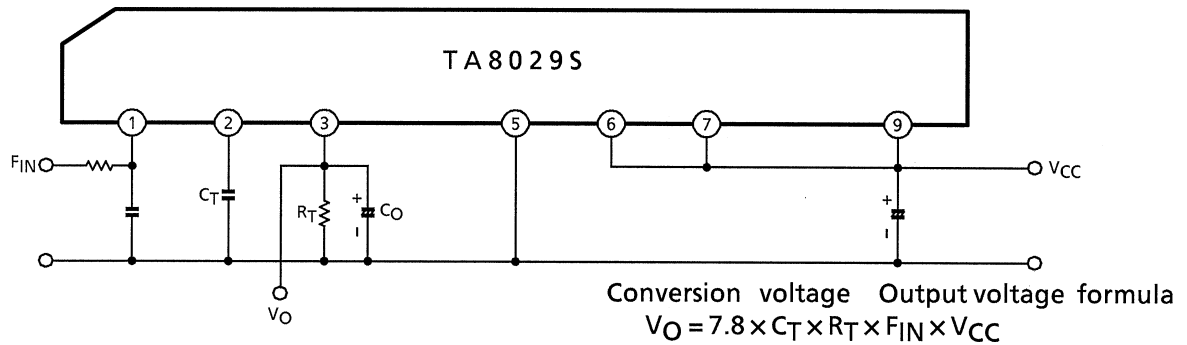 TA8029S
1 2 3 5 6 7 9
FIN VCC
CT RT + CO +
− −
VO
Conversion voltage Output voltage formula
VO = 7.8 × CT × RT × FIN × VCC